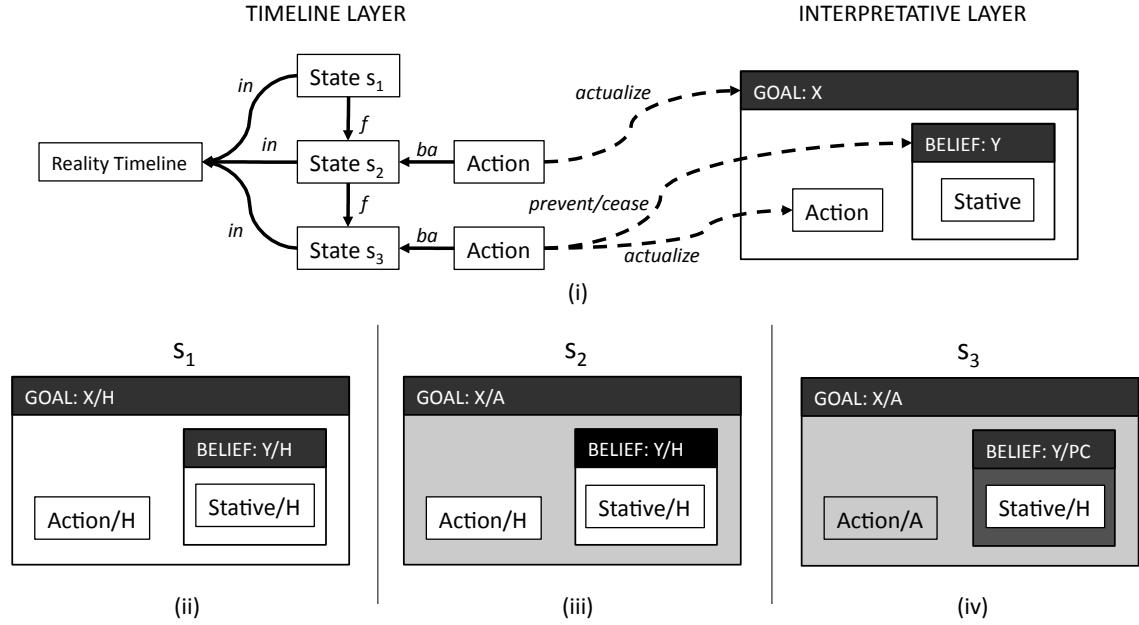 TIMELINE LAYER
INTERPRETATIVE LAYER
State s1
in
actualize
GOAL: X
f
Reality Timeline
in
State s2
ba
Action
BELIEF: Y
Stative
prevent/cease
Action
f
in
State s3
ba
Action
actualize
(i)
s1
s2
s3
GOAL: X/H
BELIEF: Y/H
Stative/H
Action/H
GOAL: X/A
BELIEF: Y/H
Stative/H
Action/H
GOAL: X/A
BELIEF: Y/PC
Stative/H
Action/A
(ii)
(iii)
(iv)